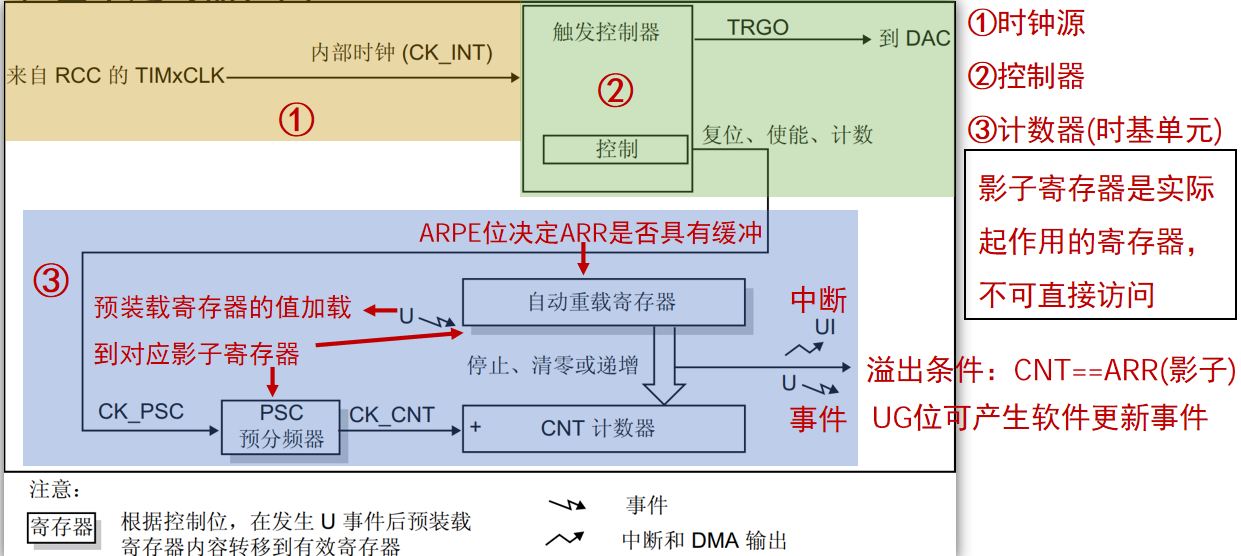 来自 RCC 的 TIMxCLK
内部时钟 (CK_INT)
①
触发控制器
②
控制
TRGO
到 DAC
复位、使能、计数
①时钟源
②控制器
③计数器(时基单元)
影子寄存器是实际
起作用的寄存器，
不可直接访问
③
ARPE位决定ARR是否具有缓冲
预装载寄存器的值加载
到对应影子寄存器
U
自动重载寄存器
停止、清零或递增
中断
UI
U
事件
溢出条件：CNT==ARR(影子)
UG位可产生软件更新事件
CK_PSC
PSC
预分频器
CK_CNT
+
CNT 计数器
注意：
寄存器
根据控制位，在发生 U 事件后预装载
寄存器内容转移到有效寄存器
事件
中断和 DMA 输出